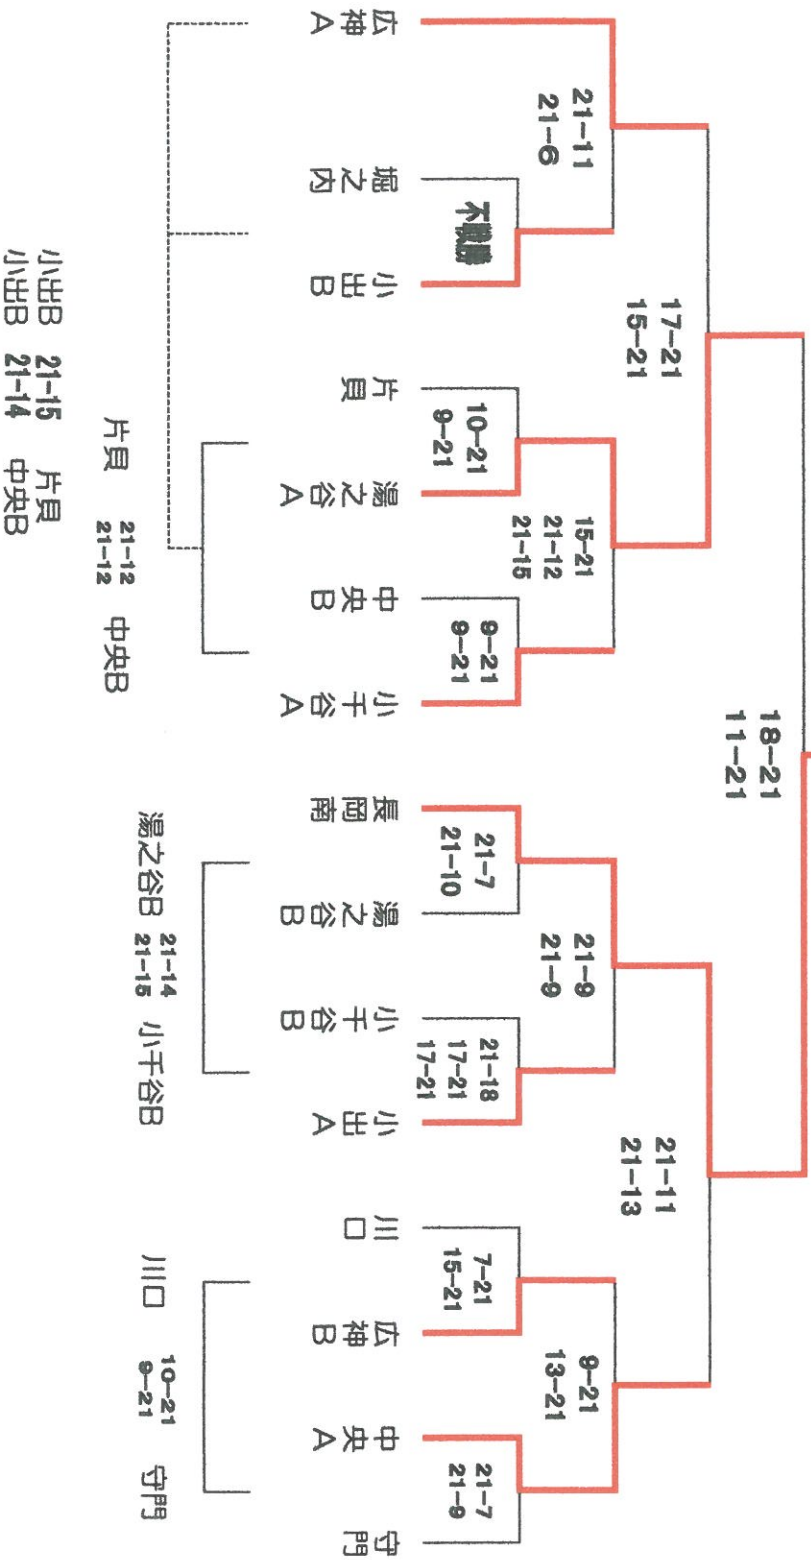 18-21
11-21
17-21
15-21
21-11
21-13
21-11
21-6
15-21
21-12
21-15
21-9
21-9
9-21
13-21
不戦勝
10-21
9-21
9-21
9-21
21-7
21-10
21-18
17-21
17-21
7-21
15-21
21-7
21-9
広神A
堀之内
小出B
片貝
湯之谷A
中央B
小千谷A
長岡南
湯之谷B
小千谷B
小出A
川口
広神B
中央A
守門
片貝 21-12 中央B
21-12
湯之谷B 21-14 小千谷B
21-15
川口 10-21 守門
9-21
小出B 21-15 片貝
小出B 21-14 中央B